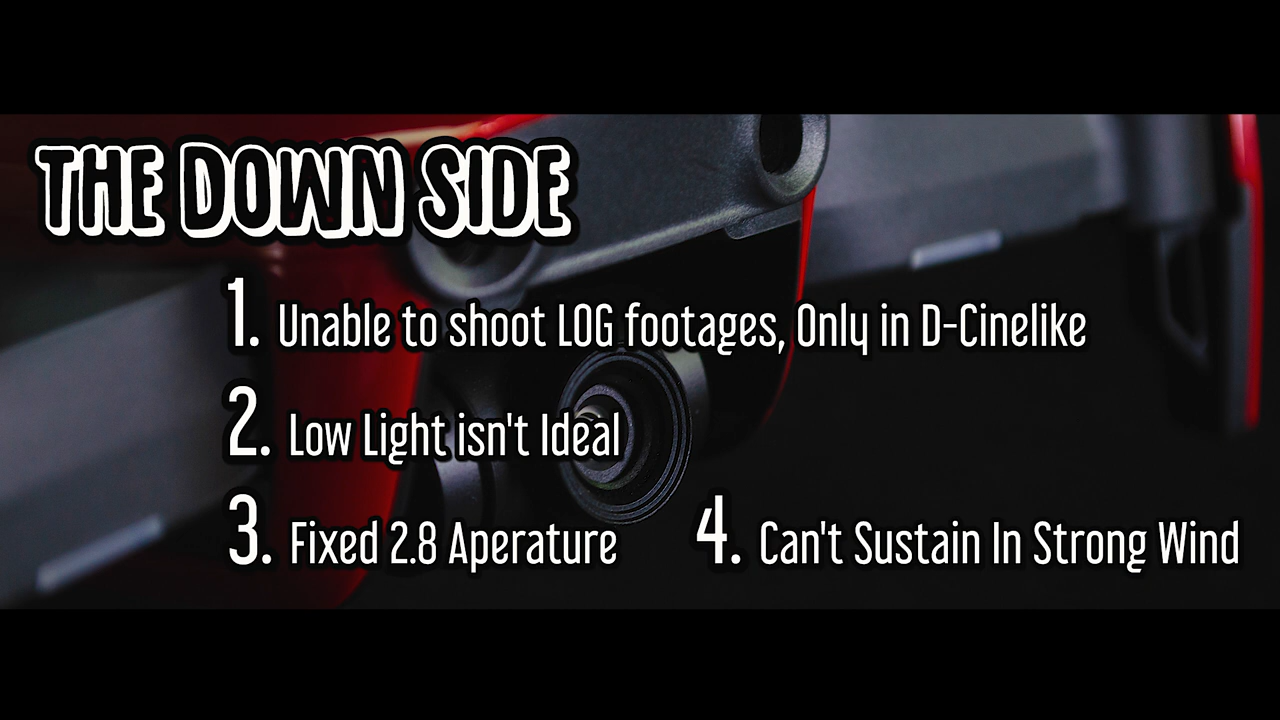 THE DOWN SIDE
1. Unable to shoot LOG footages, Only in D-Cinelike
2. Low Light isn't Ideal
3. Fixed 2.8 Aperature
4. Can't Sustain In Strong Wind